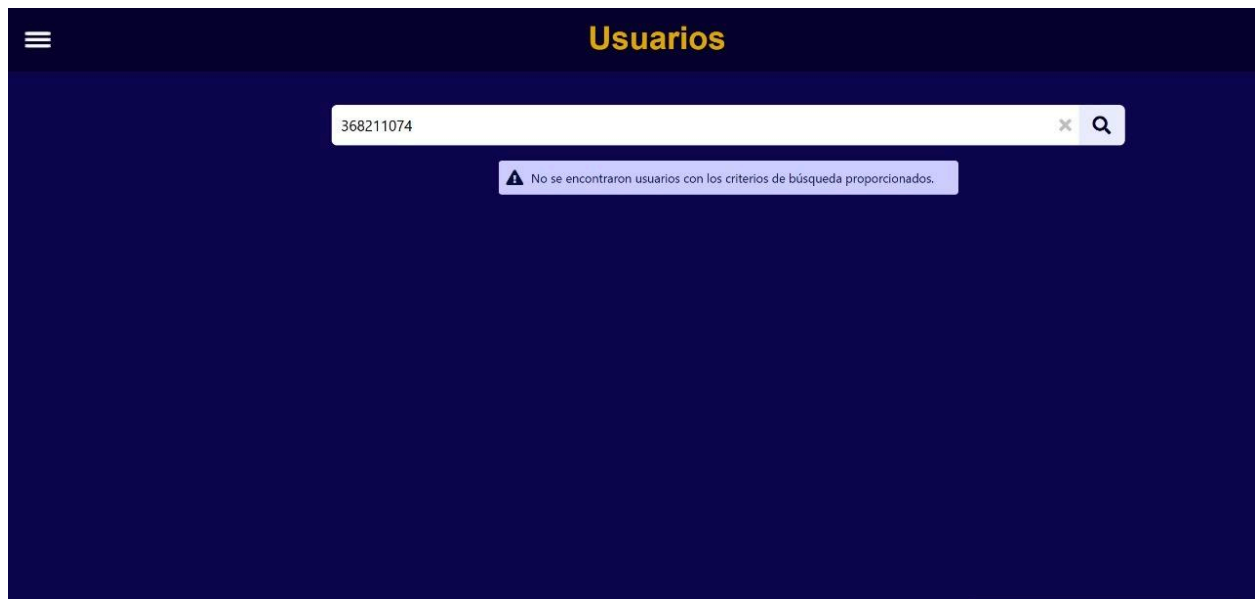 Usuarios
368211074
No se encontraron usuarios con los criterios de búsqueda proporcionados.